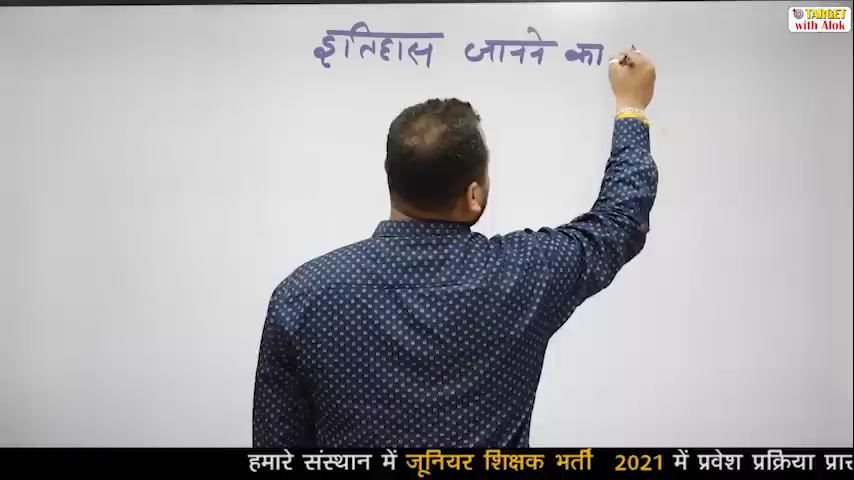 TARGET
with Alok
इतिहास जानने का
हमारे संस्थान में जूनियर शिक्षक भर्ती 2021 में प्रवेश प्रक्रिया प्रार